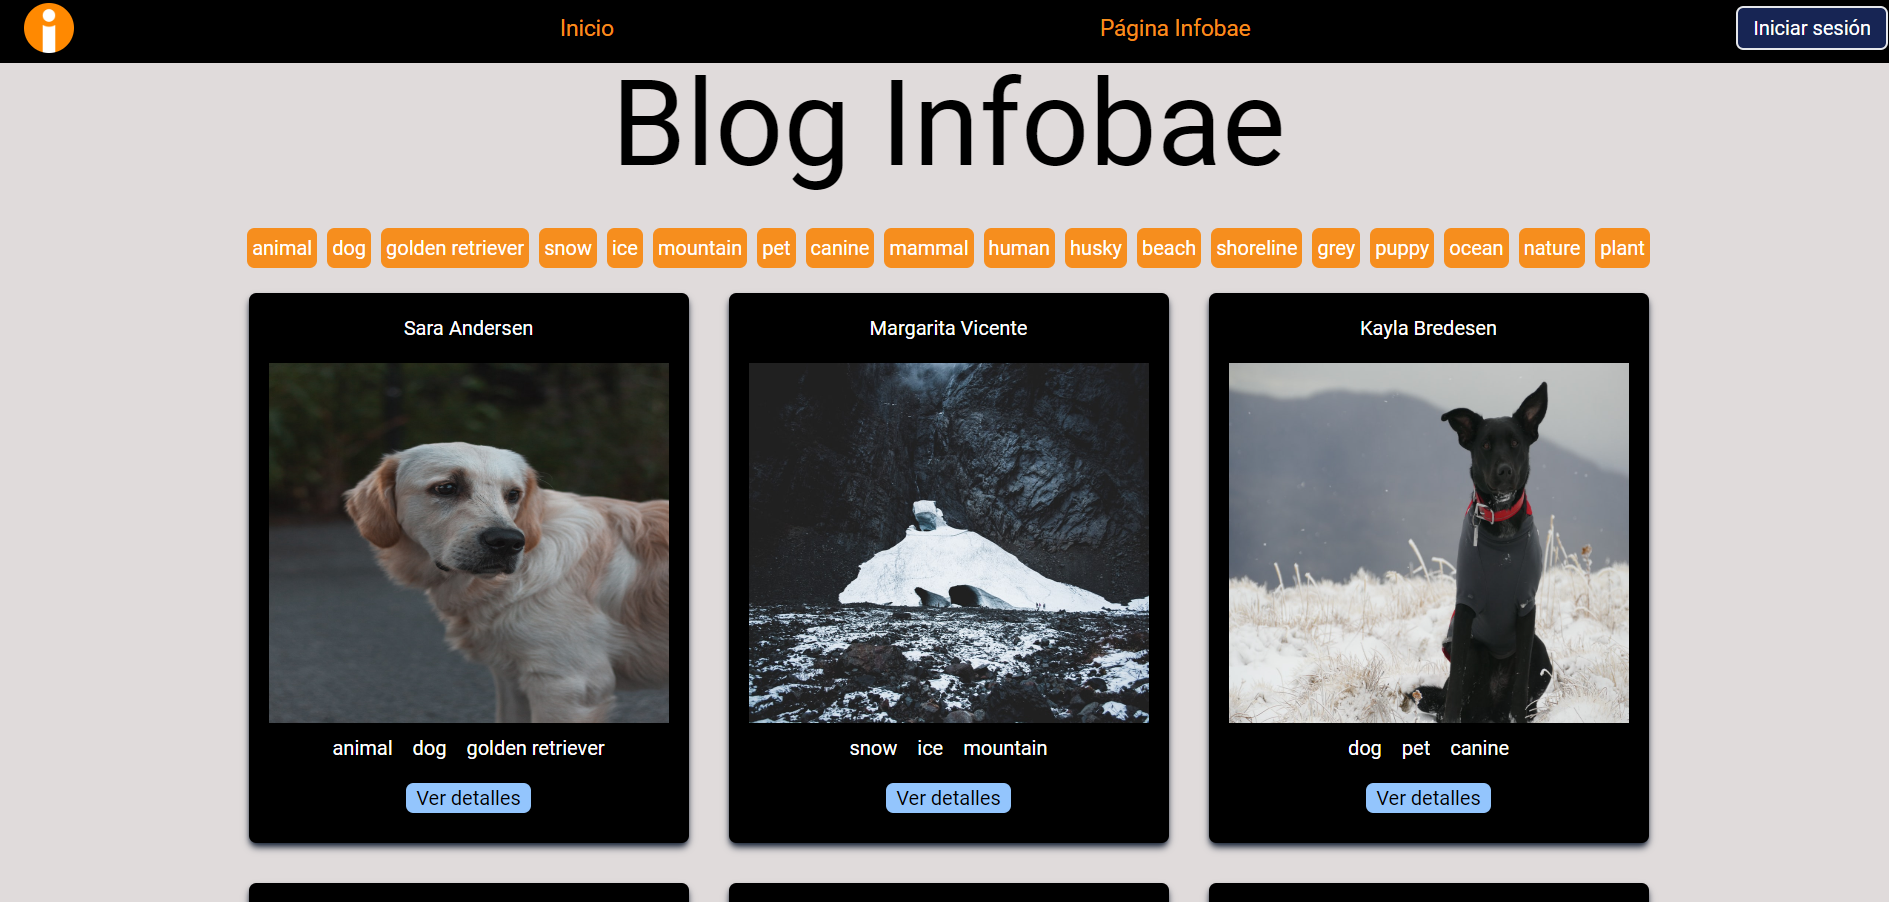 i
Inicio Página Infobae Iniciar sesión
Blog Infobae
animal dog golden retriever snow ice mountain pet canine mammal human husky beach shoreline grey puppy ocean nature plant
Sara Andersen
animal dog golden retriever
Ver detalles
Margarita Vicente
snow ice mountain
Ver detalles
Kayla Bredesen
dog pet canine
Ver detalles